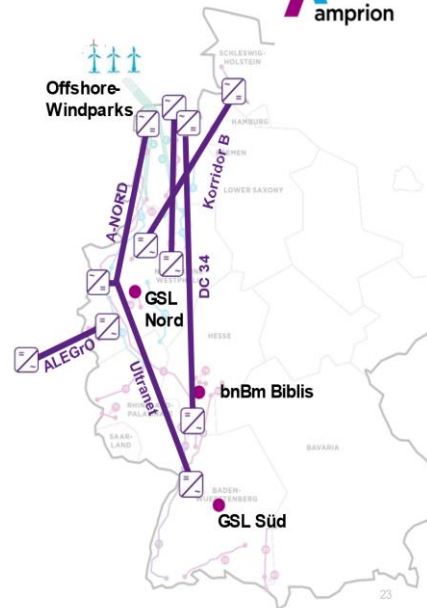 amprion
SCHLESWIG-
HOLSTEIN
Offshore-
Windparks
HAMBURG
BREMEN
Korridor B
LOWER SAXONY
A-NORD
DC 34
GSL
Nord
HESSE
ALEGrO
Ultranet
bnBm Biblis
SAAR-
LAND
BAVARIA
BADEN-
WUERTTEMBERG
GSL Süd
23